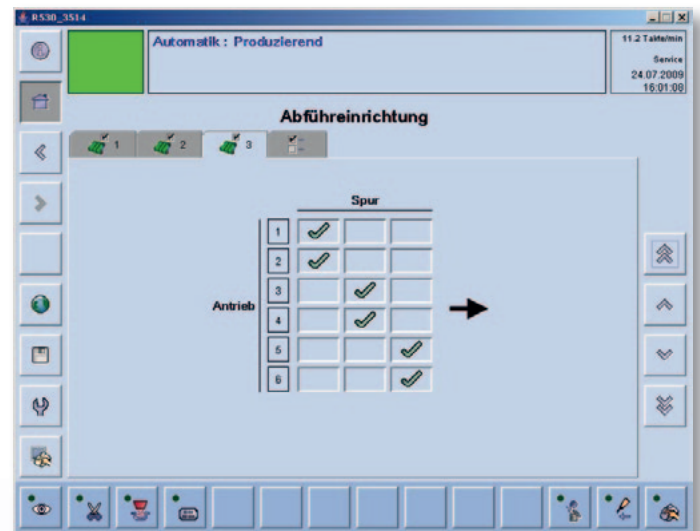 R530_3514
Automatik : Produzierend
11.2 Takte/min
Service
24.07.2009
16:01:08
Abführeinrichtung
1 2 3
Spur
1
2
3
Antrieb
4
5
6